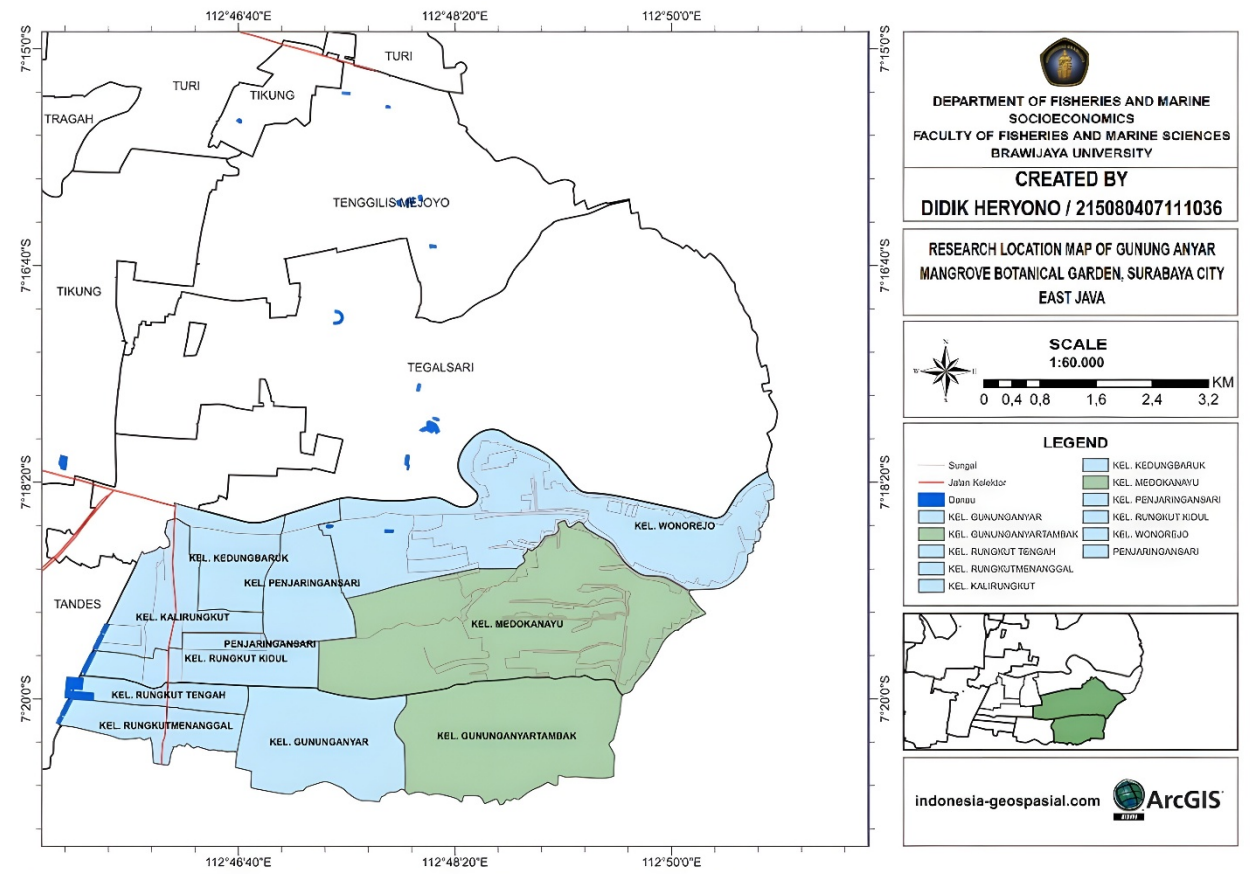 112°46'40"E
112°48'20"E
112°50'0"E
7°15'0"S
7°15'0"S
TURI
TURI
TIKUNG
TRAGAH
TENGGILIS MEJOYO
7°16'40"S
7°16'40"S
TIKUNG
TEGALSARI
7°18'20"S
7°18'20"S
KEL. WONOREJO
KEL. KEDUNGBARUK
KEL. PENJARINGANSARI
TANDES
KEL. KALIRUNGKUT
KEL. MEDOKANAYU
PENJARINGANSARI
KEL. RUNGKUT KIDUL
KEL. RUNGKUT TENGAH
7°20'0"S
7°20'0"S
KEL. RUNGKUTMENANGGAL
KEL. GUNUNGANYAR
KEL. GUNUNGANYARTAMBAK
112°46'40"E
112°48'20"E
112°50'0"E
DEPARTMENT OF FISHERIES AND MARINE
SOCIOECONOMICS
FACULTY OF FISHERIES AND MARINE SCIENCES
BRAWIJAYA UNIVERSITY
CREATED BY
DIDIK HERYONO / 215080407111036
RESEARCH LOCATION MAP OF GUNUNG ANYAR
MANGROVE BOTANICAL GARDEN, SURABAYA CITY
EAST JAVA
N
W
E
S
SCALE
1:60.000
KM
0 0,4 0,8 1,6 2,4 3,2
LEGEND
Sungai
Jalan Kolektor
Danau
KEL. GUNUNGANYAR
KEL. GUNUNGANYARTAMBAK
KEL. RUNGKUT TENGAH
KEL. RUNGKUTMENANGGAL
KEL. KALIRUNGKUT
KEL. KEDUNGBARUK
KEL. MEDOKANAYU
KEL. PENJARINGANSARI
KEL. RUNGKUT KIDUL
KEL. WONOREJO
PENJARINGANSARI
indonesia-geospasial.com
ArcGIS